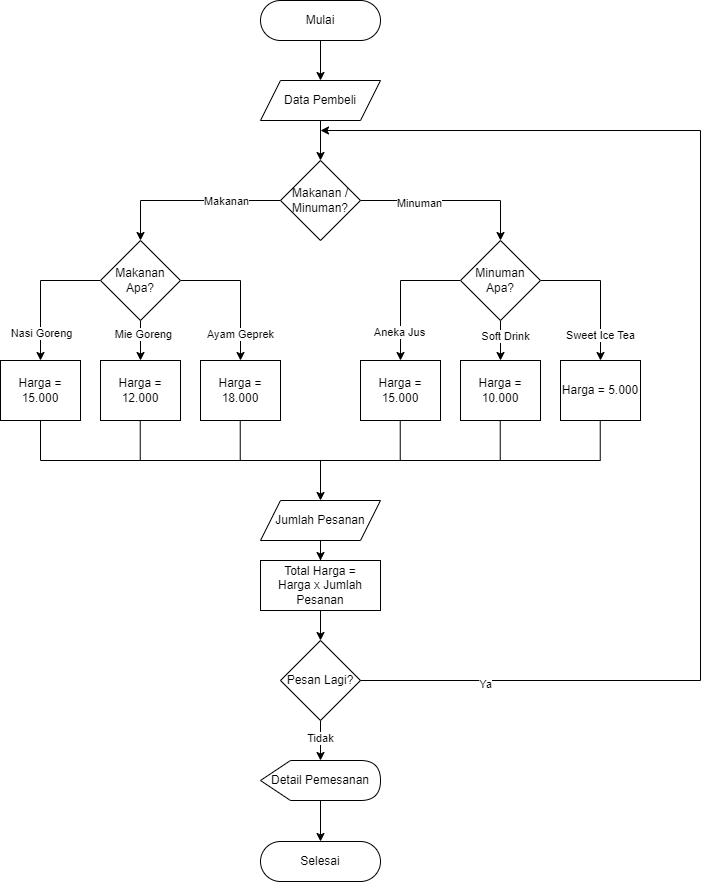 Mulai
Data Pembeli
Makanan /
Minuman?
Makanan
Minuman
Makanan
Apa?
Minuman
Apa?
Nasi Goreng
Mie Goreng
Ayam Geprek
Aneka Jus
Soft Drink
Sweet Ice Tea
Harga =
15.000
Harga =
12.000
Harga =
18.000
Harga =
15.000
Harga =
10.000
Harga = 5.000
Jumlah Pesanan
Total Harga =
Harga x Jumlah
Pesanan
Pesan Lagi?
Ya
Tidak
Detail Pemesanan
Selesai